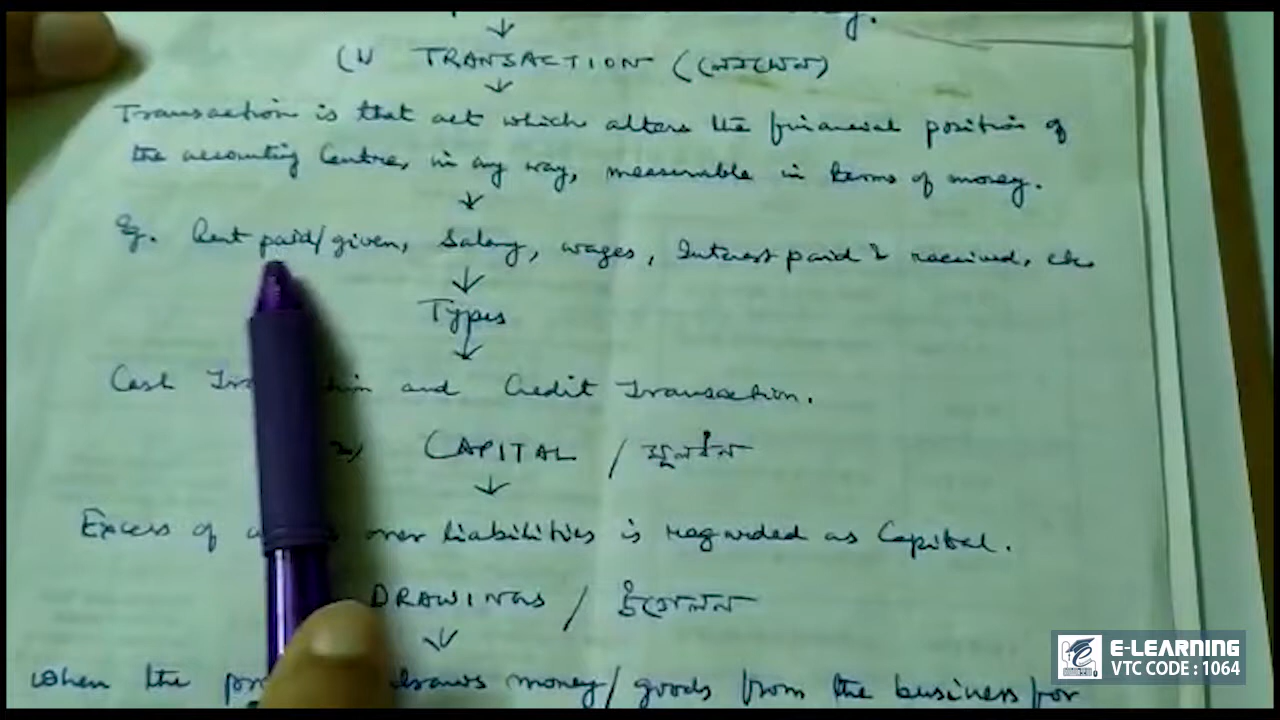 (1) TRANSACTION (লেনদেন)
Transaction is that act which alters the financial position of
the accounting Centre, in any way, measurable in terms of money.
Eg. Rent paid/given, Salary, wages, Interest paid & received, etc
Types
Cash and Credit Transaction.
2) CAPITAL / মূলধন
Excess of over liabilities is regarded as Capital.
DRAWINGS / উত্তোলন
When the draws money/goods from the business for
E-LEARNING
VTC CODE : 1064